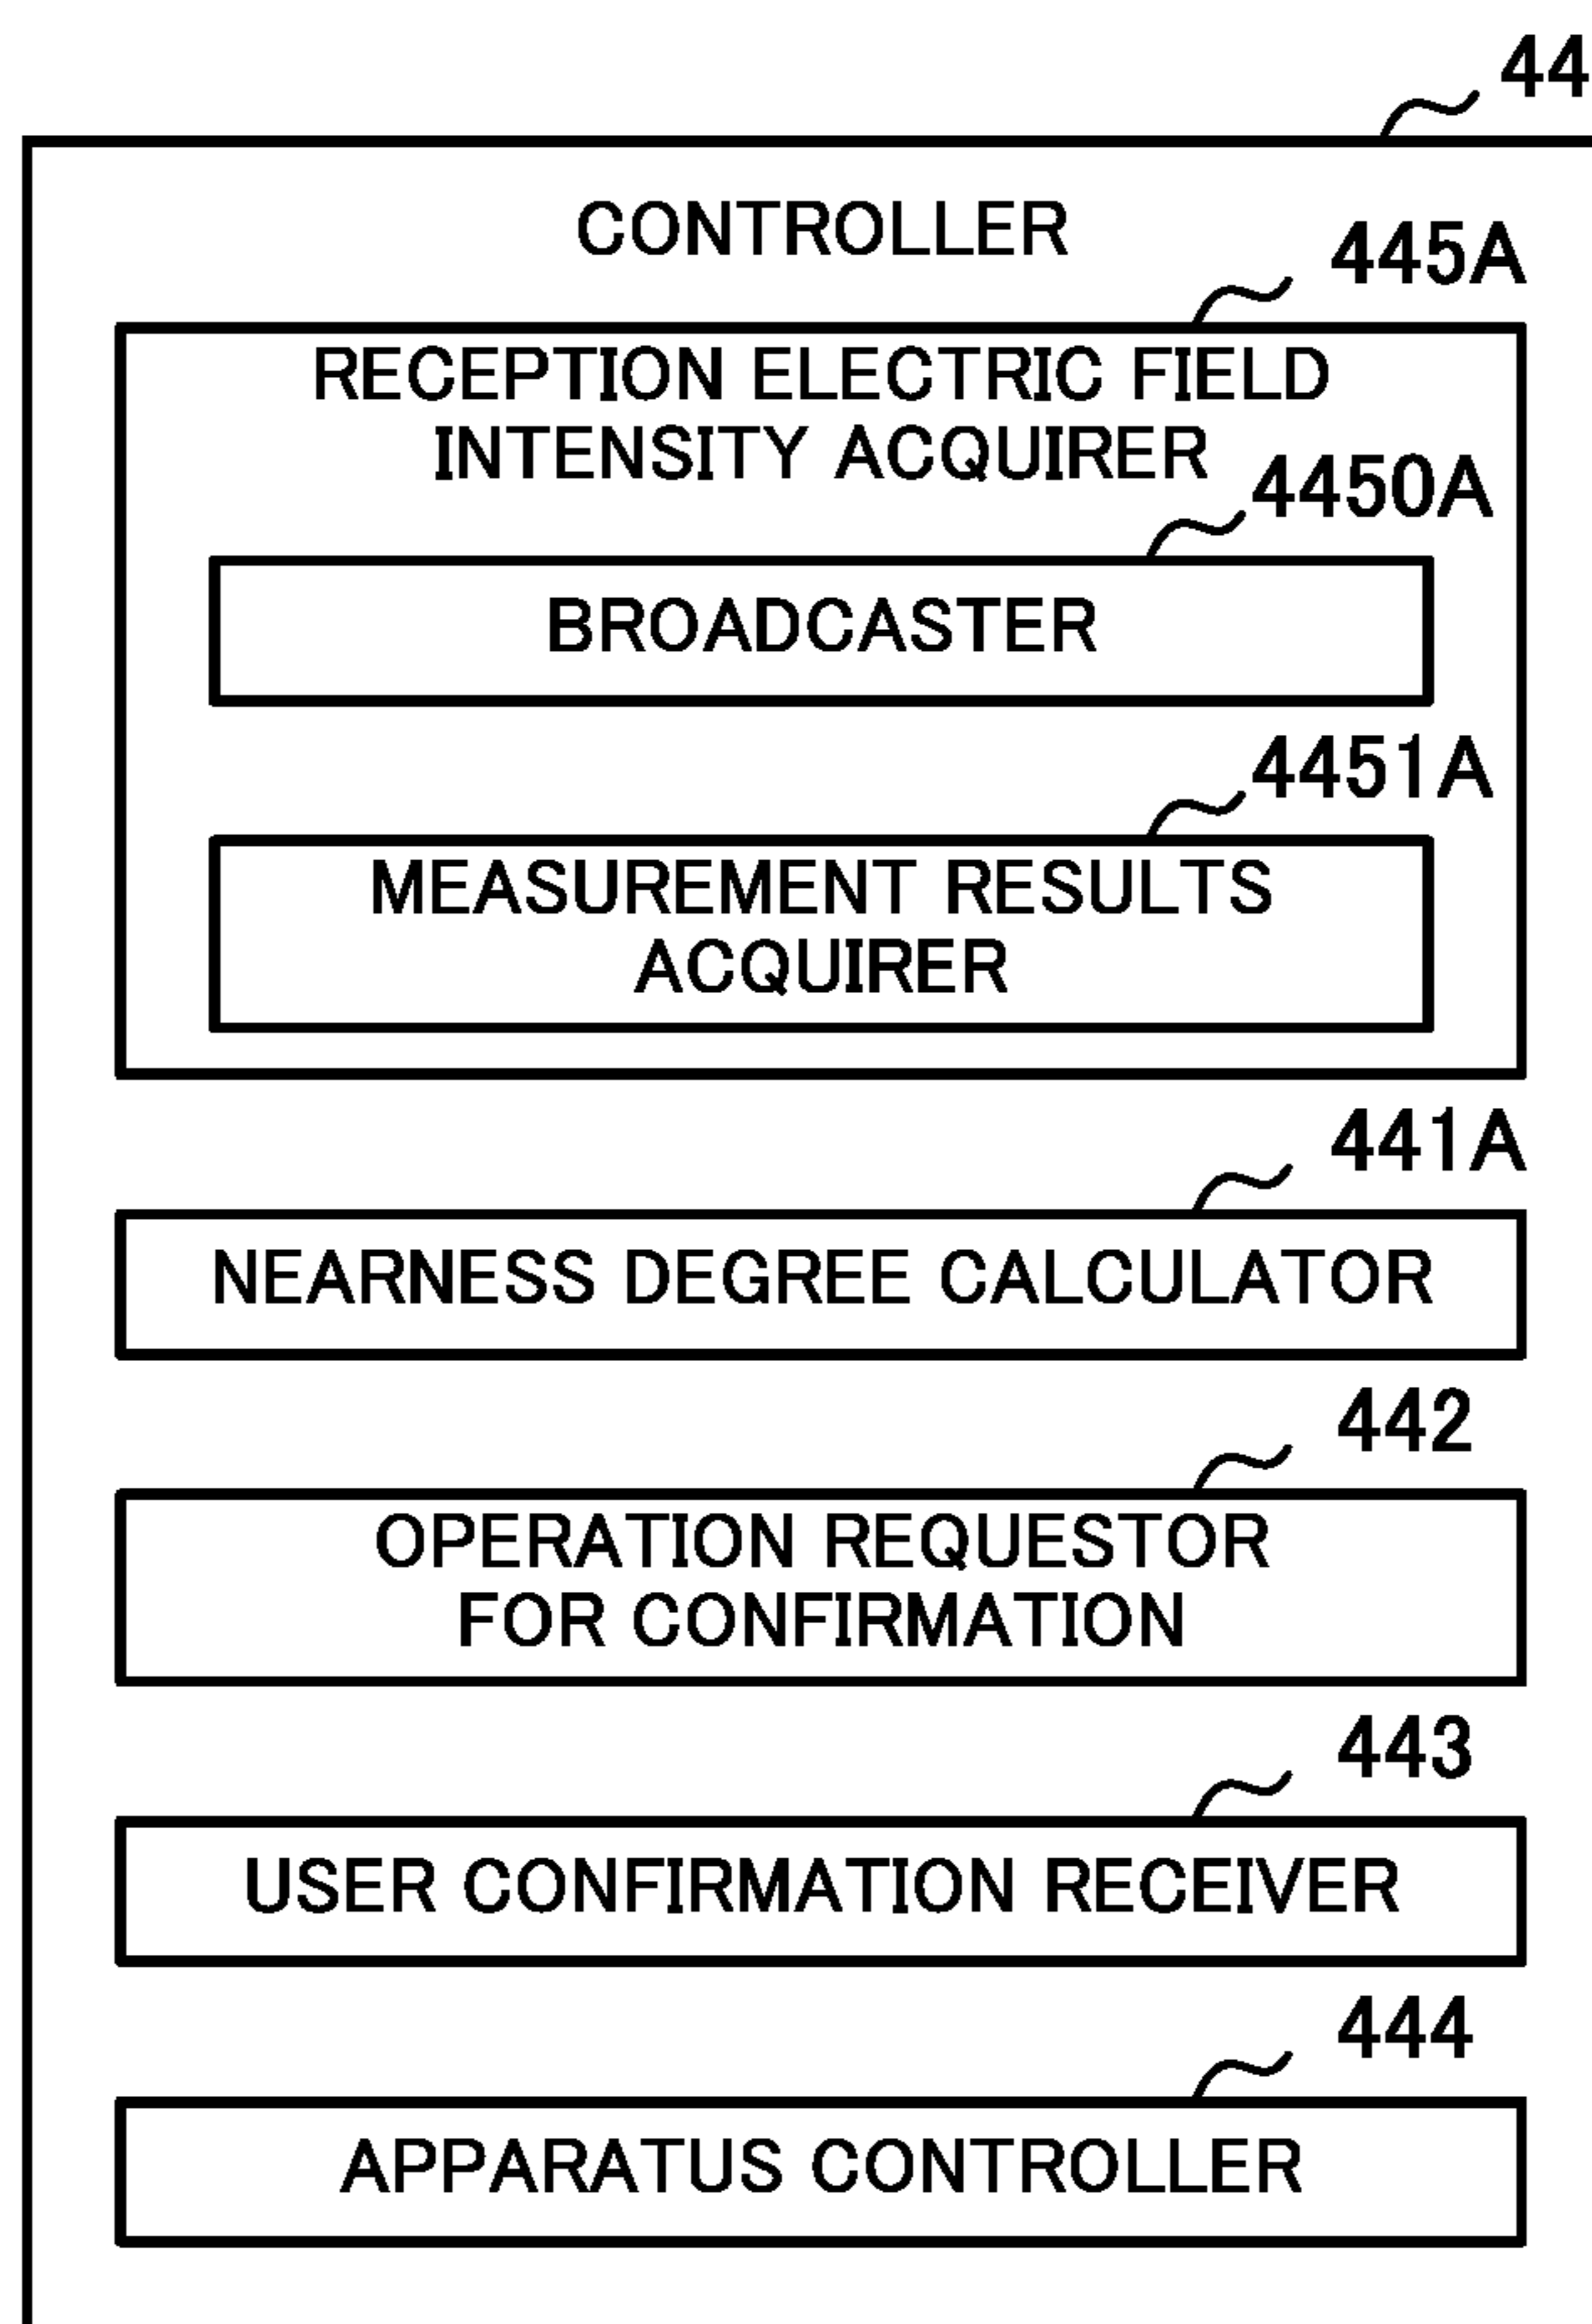 44
CONTROLLER
445A
RECEPTION ELECTRIC FIELD
INTENSITY ACQUIRER
4450A
BROADCASTER
4451A
MEASUREMENT RESULTS
ACQUIRER
441A
NEARNESS DEGREE CALCULATOR
442
OPERATION REQUESTOR
FOR CONFIRMATION
443
USER CONFIRMATION RECEIVER
444
APPARATUS CONTROLLER